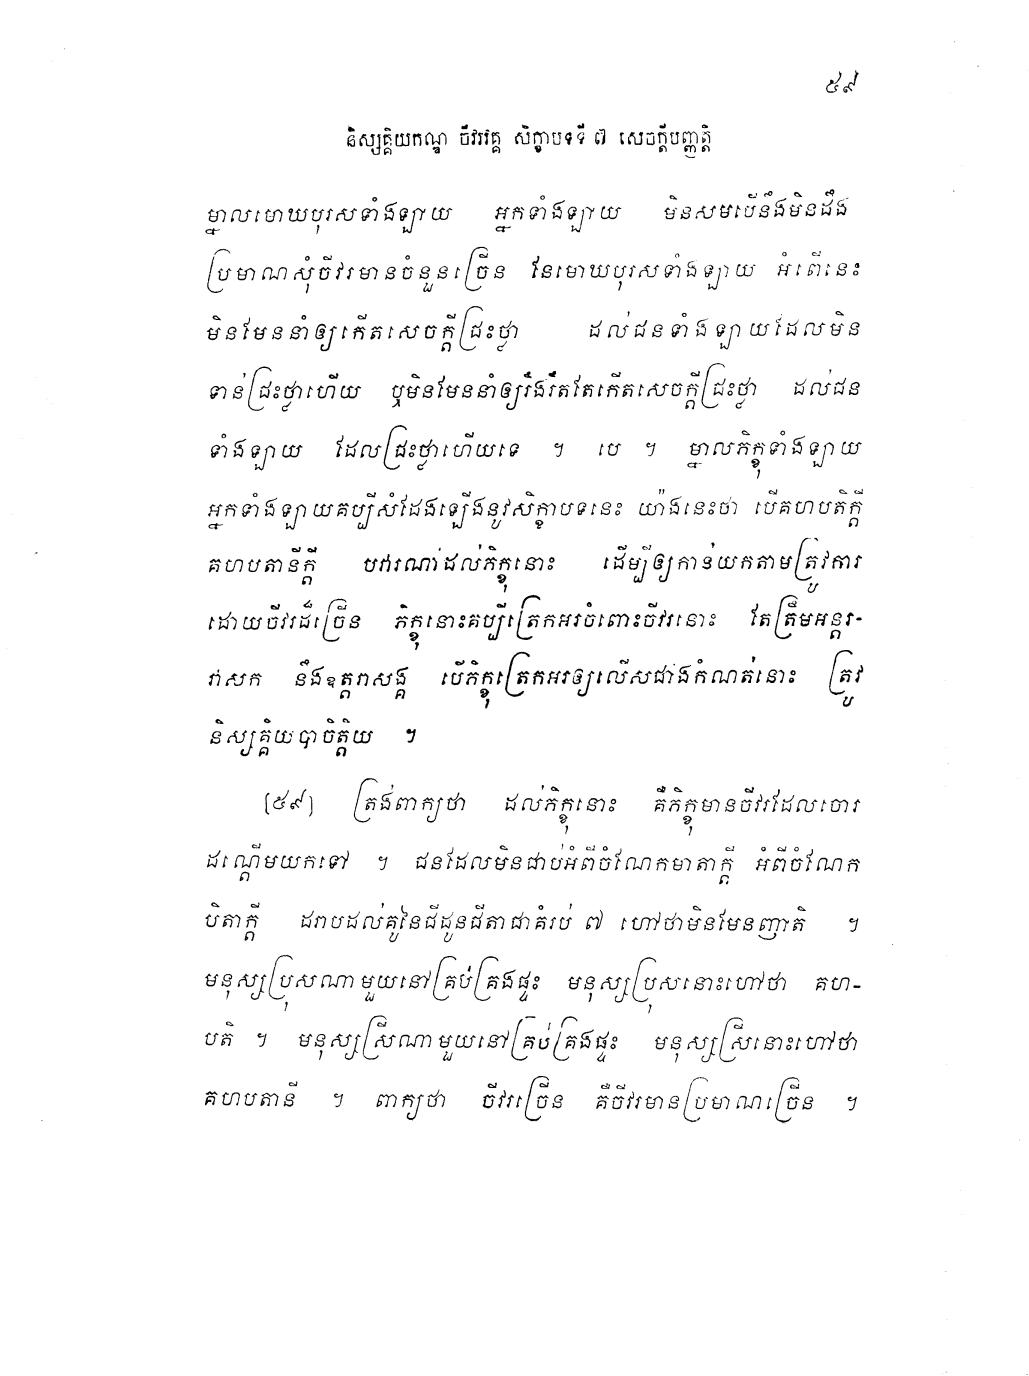 ៥៩
និស្សគ្គិយកណ្ឌ ចីវរវគ្គ សិក្ខាបទទី ៧ សេចក្តីបញ្ញត្តិ
ម្នាលមោឃបុរសទាំងឡាយ អ្នកទាំងឡាយ មិនសមបើនឹងមិនដឹង
ប្រមាណសុំចីវរមានចំនួនច្រើន នែមោឃបុរសទាំងឡាយ អំពើនេះ
មិនមែននាំឲ្យកើតសេចក្តីជ្រះថ្លា ដល់ជនទាំងឡាយដែលមិន
ទាន់ជ្រះថ្លាហើយ ឬមិនមែននាំឲ្យរឹងរឹតតែកើតសេចក្តីជ្រះថ្លា ដល់ជន
ទាំងឡាយ ដែលជ្រះថ្លាហើយទេ ។ បេ ។ ម្នាលភិក្ខុទាំងឡាយ
អ្នកទាំងឡាយគប្បីសំដែងឡើងនូវសិក្ខាបទនេះ យ៉ាងនេះថា បើគហបតិក្តី
គហបតានីក្តី បវារណាដល់ភិក្ខុនោះ ដើម្បីឲ្យកាន់យកតាមត្រូវការ
ដោយចីវរដ៏ច្រើន ភិក្ខុនោះគប្បីត្រេកអរចំពោះចីវរនោះ តែត្រឹមអន្តរ-
វាសក នឹងឧត្តរាសង្គ បើភិក្ខុត្រេកអរឲ្យលើសជាងកំណត់នោះ ត្រូវ
និស្សគ្គិយបាចិត្តិយ ។
(៥៩) ត្រង់ពាក្យថា ដល់ភិក្ខុនោះ គឺភិក្ខុមានចីវរដែលចោរ
ដណ្តើមយកទៅ ។ ជនដែលមិនជាប់អំពីចំណែកមាតាក្តី អំពីចំណែក
បិតាក្តី ដរាបដល់គូនៃជីដូនជីតាជាគំរប់ ៧ ហៅថាមិនមែនញាតិ ។
មនុស្សប្រុសណាមួយនៅគ្រប់គ្រងផ្ទះ មនុស្សប្រុសនោះហៅថា គហ-
បតិ ។ មនុស្សស្រីណាមួយនៅគ្រប់គ្រងផ្ទះ មនុស្សស្រីនោះហៅថា
គហបតានី ។ ពាក្យថា ចីវរច្រើន គឺចីវរមានប្រមាណច្រើន ។